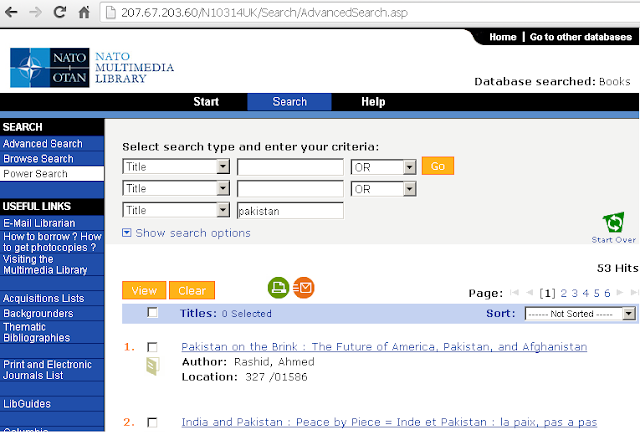 207.67.203.60/N10314UK/Search/AdvancedSearch.asp
Home | Go to other databases
NATO
OTAN
NATO
MULTIMEDIA
LIBRARY
Database searched: Books
Start Search Help
SEARCH
Advanced Search
Browse Search
Power Search
USEFUL LINKS
E-Mail Librarian
How to borrow ? How
to get photocopies ?
Visiting the
Multimedia Library
Acquisitions Lists
Backgrounders
Thematic
Bibliographies
Print and Electronic
Journals List
LibGuides
Columbia
Select search type and enter your criteria:
Title OR Go
Title OR
Title pakistan
Show search options
Start Over
53 Hits
View Clear
Page: [1] 2 3 4 5 6
Titles: 0 Selected
Sort: ------ Not Sorted ------
1. Pakistan on the Brink : The Future of America, Pakistan, and Afghanistan
Author: Rashid, Ahmed
Location: 327 /01586
2. India and Pakistan : Peace by Piece = Inde et Pakistan : la paix, pas a pas